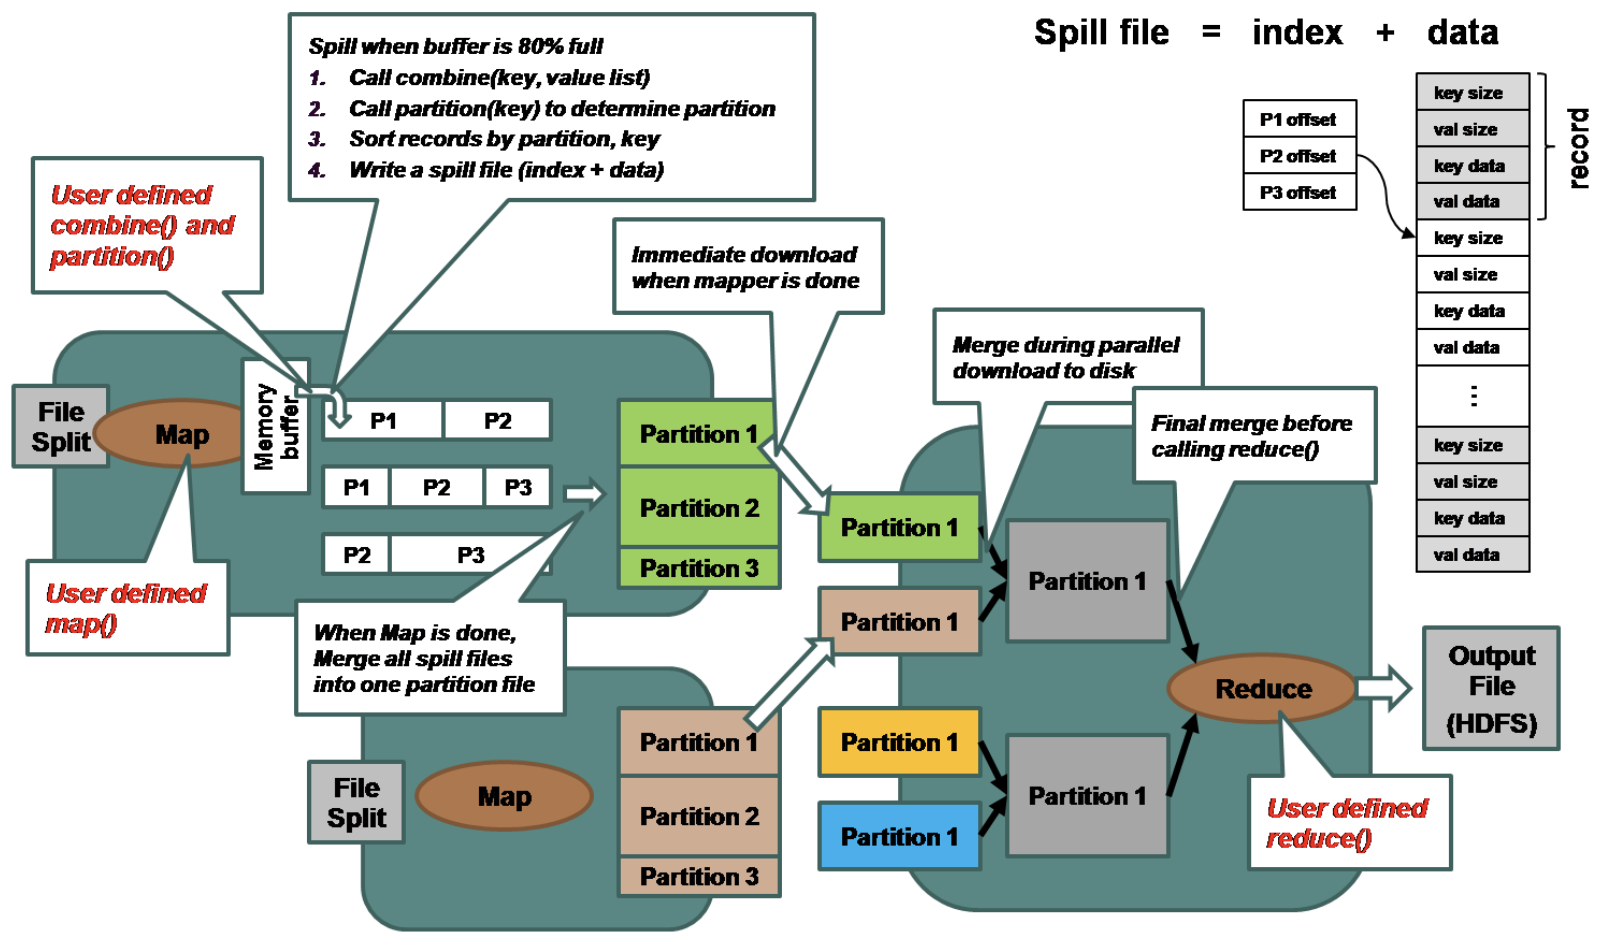 Spill file = index + data
Spill when buffer is 80% full
1. Call combine(key, value list)
2. Call partition(key) to determine partition
3. Sort records by partition, key
4. Write a spill file (index + data)
User defined
combine() and
partition()
Immediate download
when mapper is done
Merge during parallel
download to disk
Final merge before
calling reduce()
P1 offset
P2 offset
P3 offset
key size
val size
key data
val data
record
key size
val size
key data
val data
...
key size
val size
key data
val data
File
Split
Map
Memory
buffer
P1 P2
P1 P2 P3
P2 P3
Partition 1
Partition 2
Partition 3
User defined
map()
When Map is done,
Merge all spill files
into one partition file
File
Split
Map
Partition 1
Partition 2
Partition 3
Partition 1
Partition 1
Partition 1
Partition 1
Partition 1
Partition 1
Reduce
Output
File
(HDFS)
User defined
reduce()